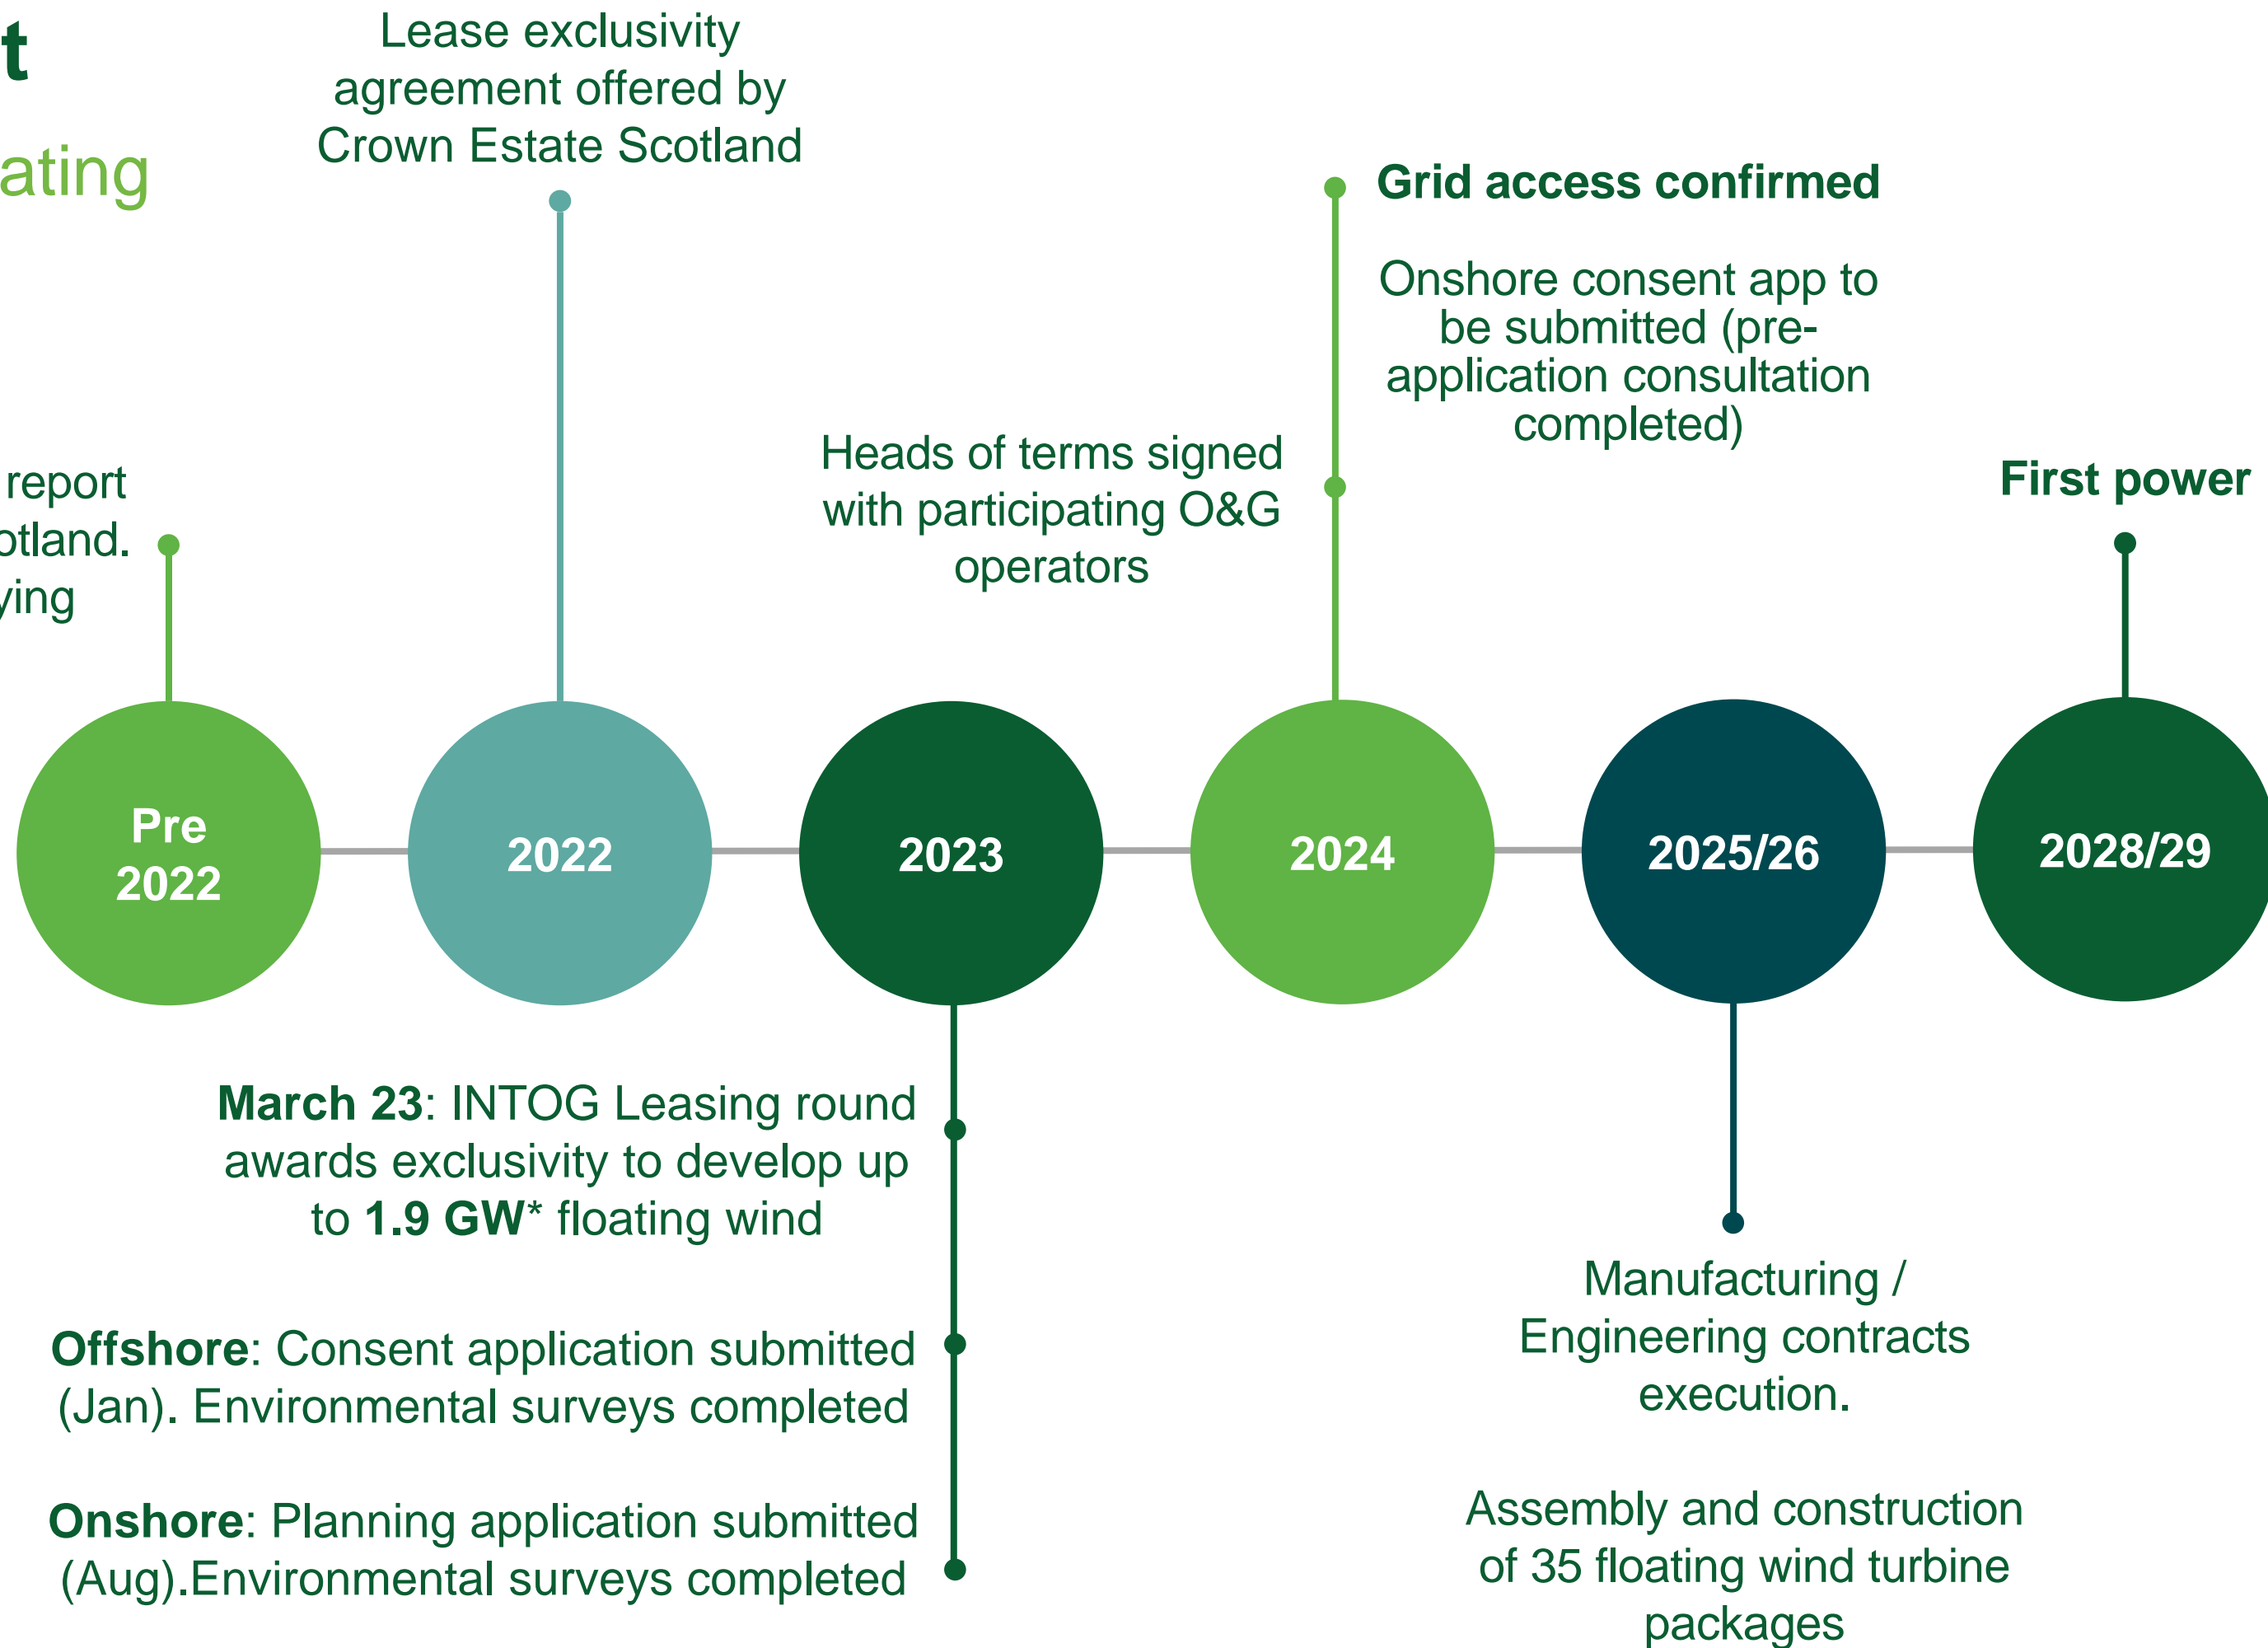 t
ating
Lease exclusivity
agreement offered by
Crown Estate Scotland
Grid access confirmed
Onshore consent app to
be submitted (pre-
application consultation
completed)
Heads of terms signed
with participating O&G
operators
First power
report
otland.
ying
Pre
2022
2022
2023
2024
2025/26
2028/29
March 23: INTOG Leasing round
awards exclusivity to develop up
to 1.9 GW* floating wind
Offshore: Consent application submitted
(Jan). Environmental surveys completed
Onshore: Planning application submitted
(Aug).Environmental surveys completed
Manufacturing /
Engineering contracts
execution.
Assembly and construction
of 35 floating wind turbine
packages